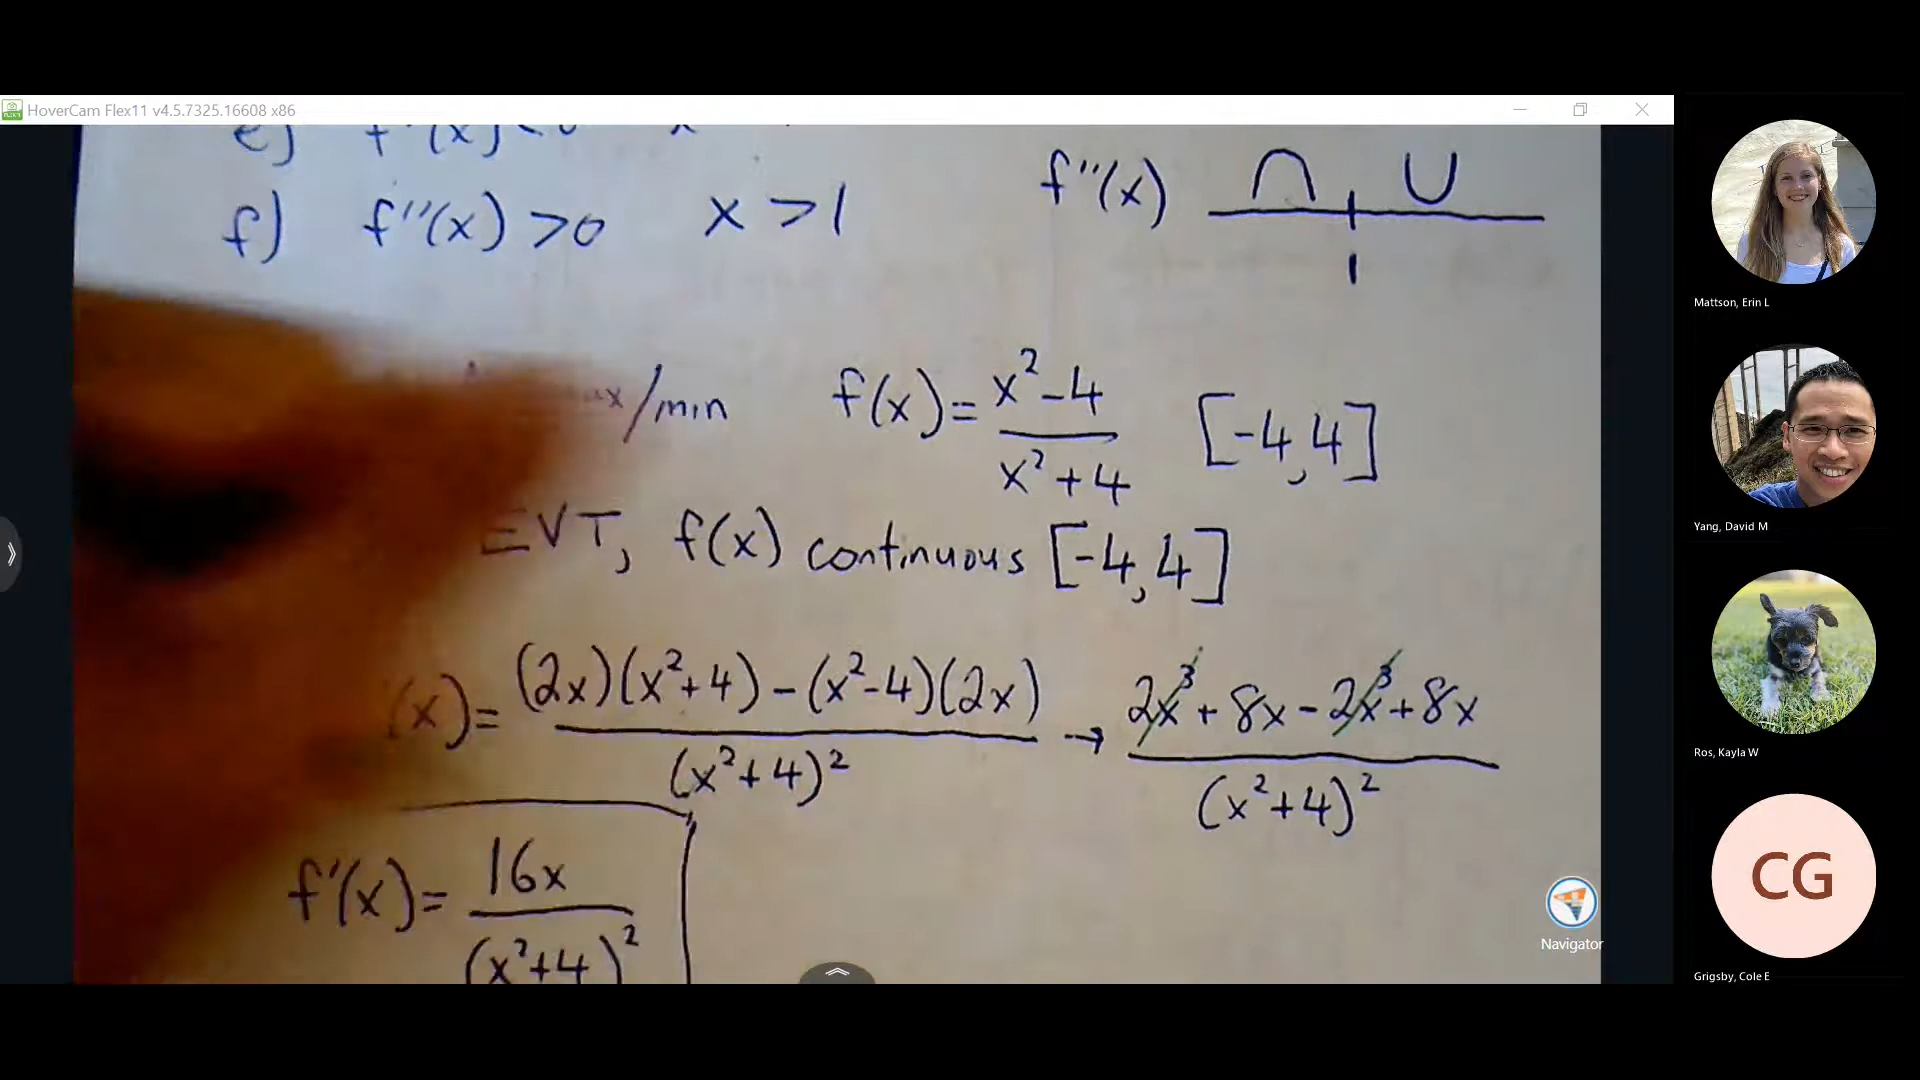 HoverCam Flex11 v4.5.7325.16608 x86
f) f''(x) >0 x >1
f''(x) ∩ ∪
1
/min f(x)= x²-4 / x²+4 [-4,4]
EVT, f(x) continuous [-4,4]
(x)= (2x)(x²+4)-(x²-4)(2x) / (x²+4)² → 2x³+8x-2x³+8x / (x²+4)²
f'(x)= 16x / (x²+4)²
Navigator
Mattson, Erin L
Yang, David M
Ros, Kayla W
CG
Grigsby, Cole E